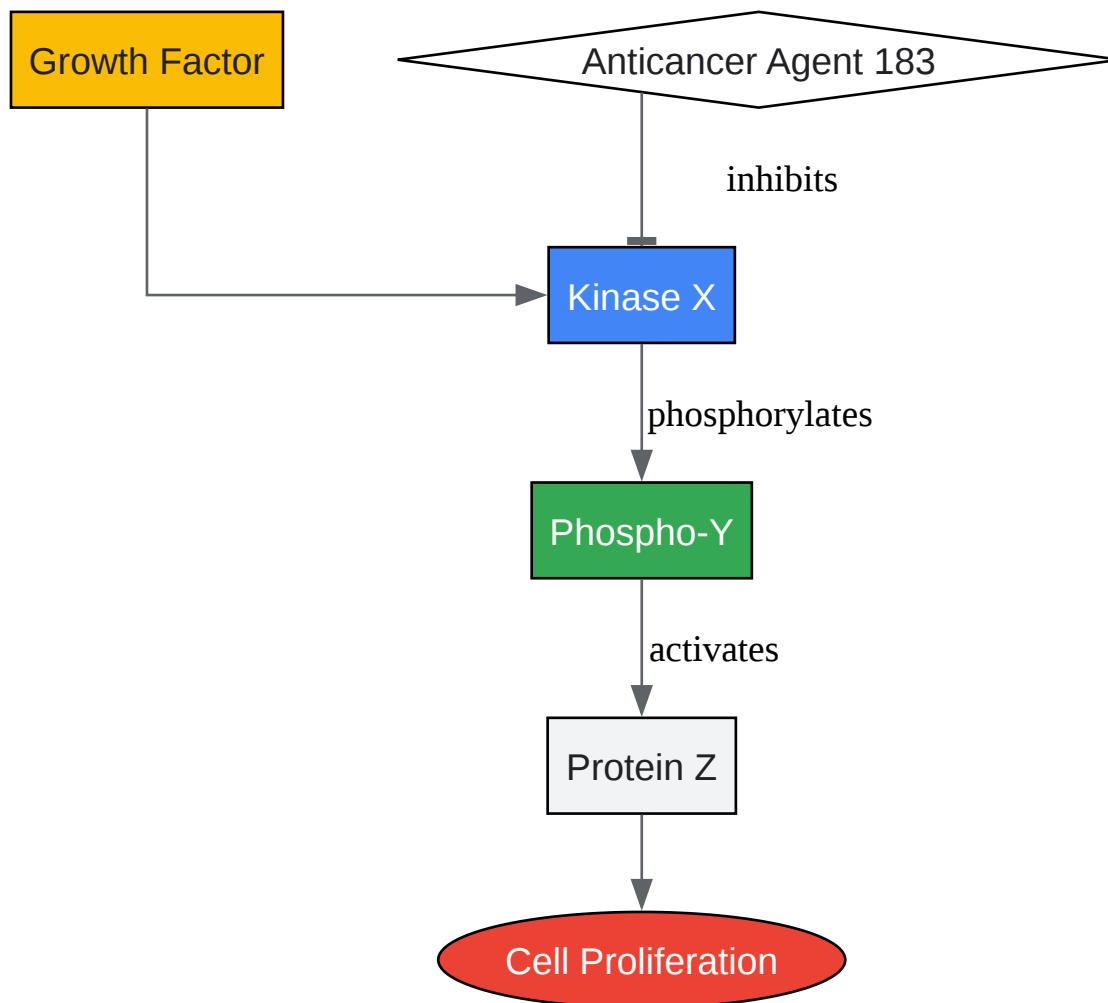 Growth Factor
Anticancer Agent 183
inhibits
Kinase X
phosphorylates
Phospho-Y
activates
Protein Z
Cell Proliferation